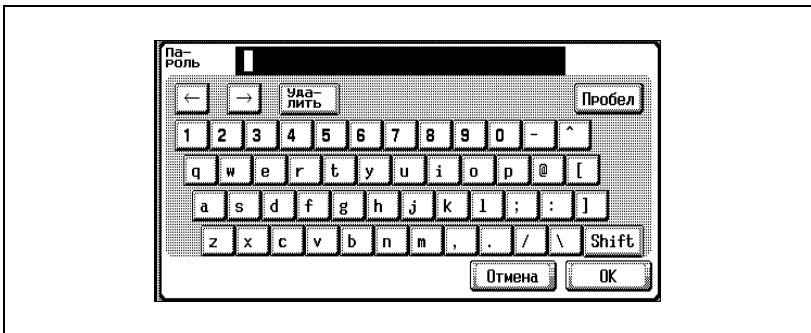 Па-
роль
← → Уда-
лить Пробел
1 2 3 4 5 6 7 8 9 0 - ^
q w e r t y u i o p @ [
a s d f g h j k l ; : ]
z x c v b n m , . / \ Shift
Отмена OK